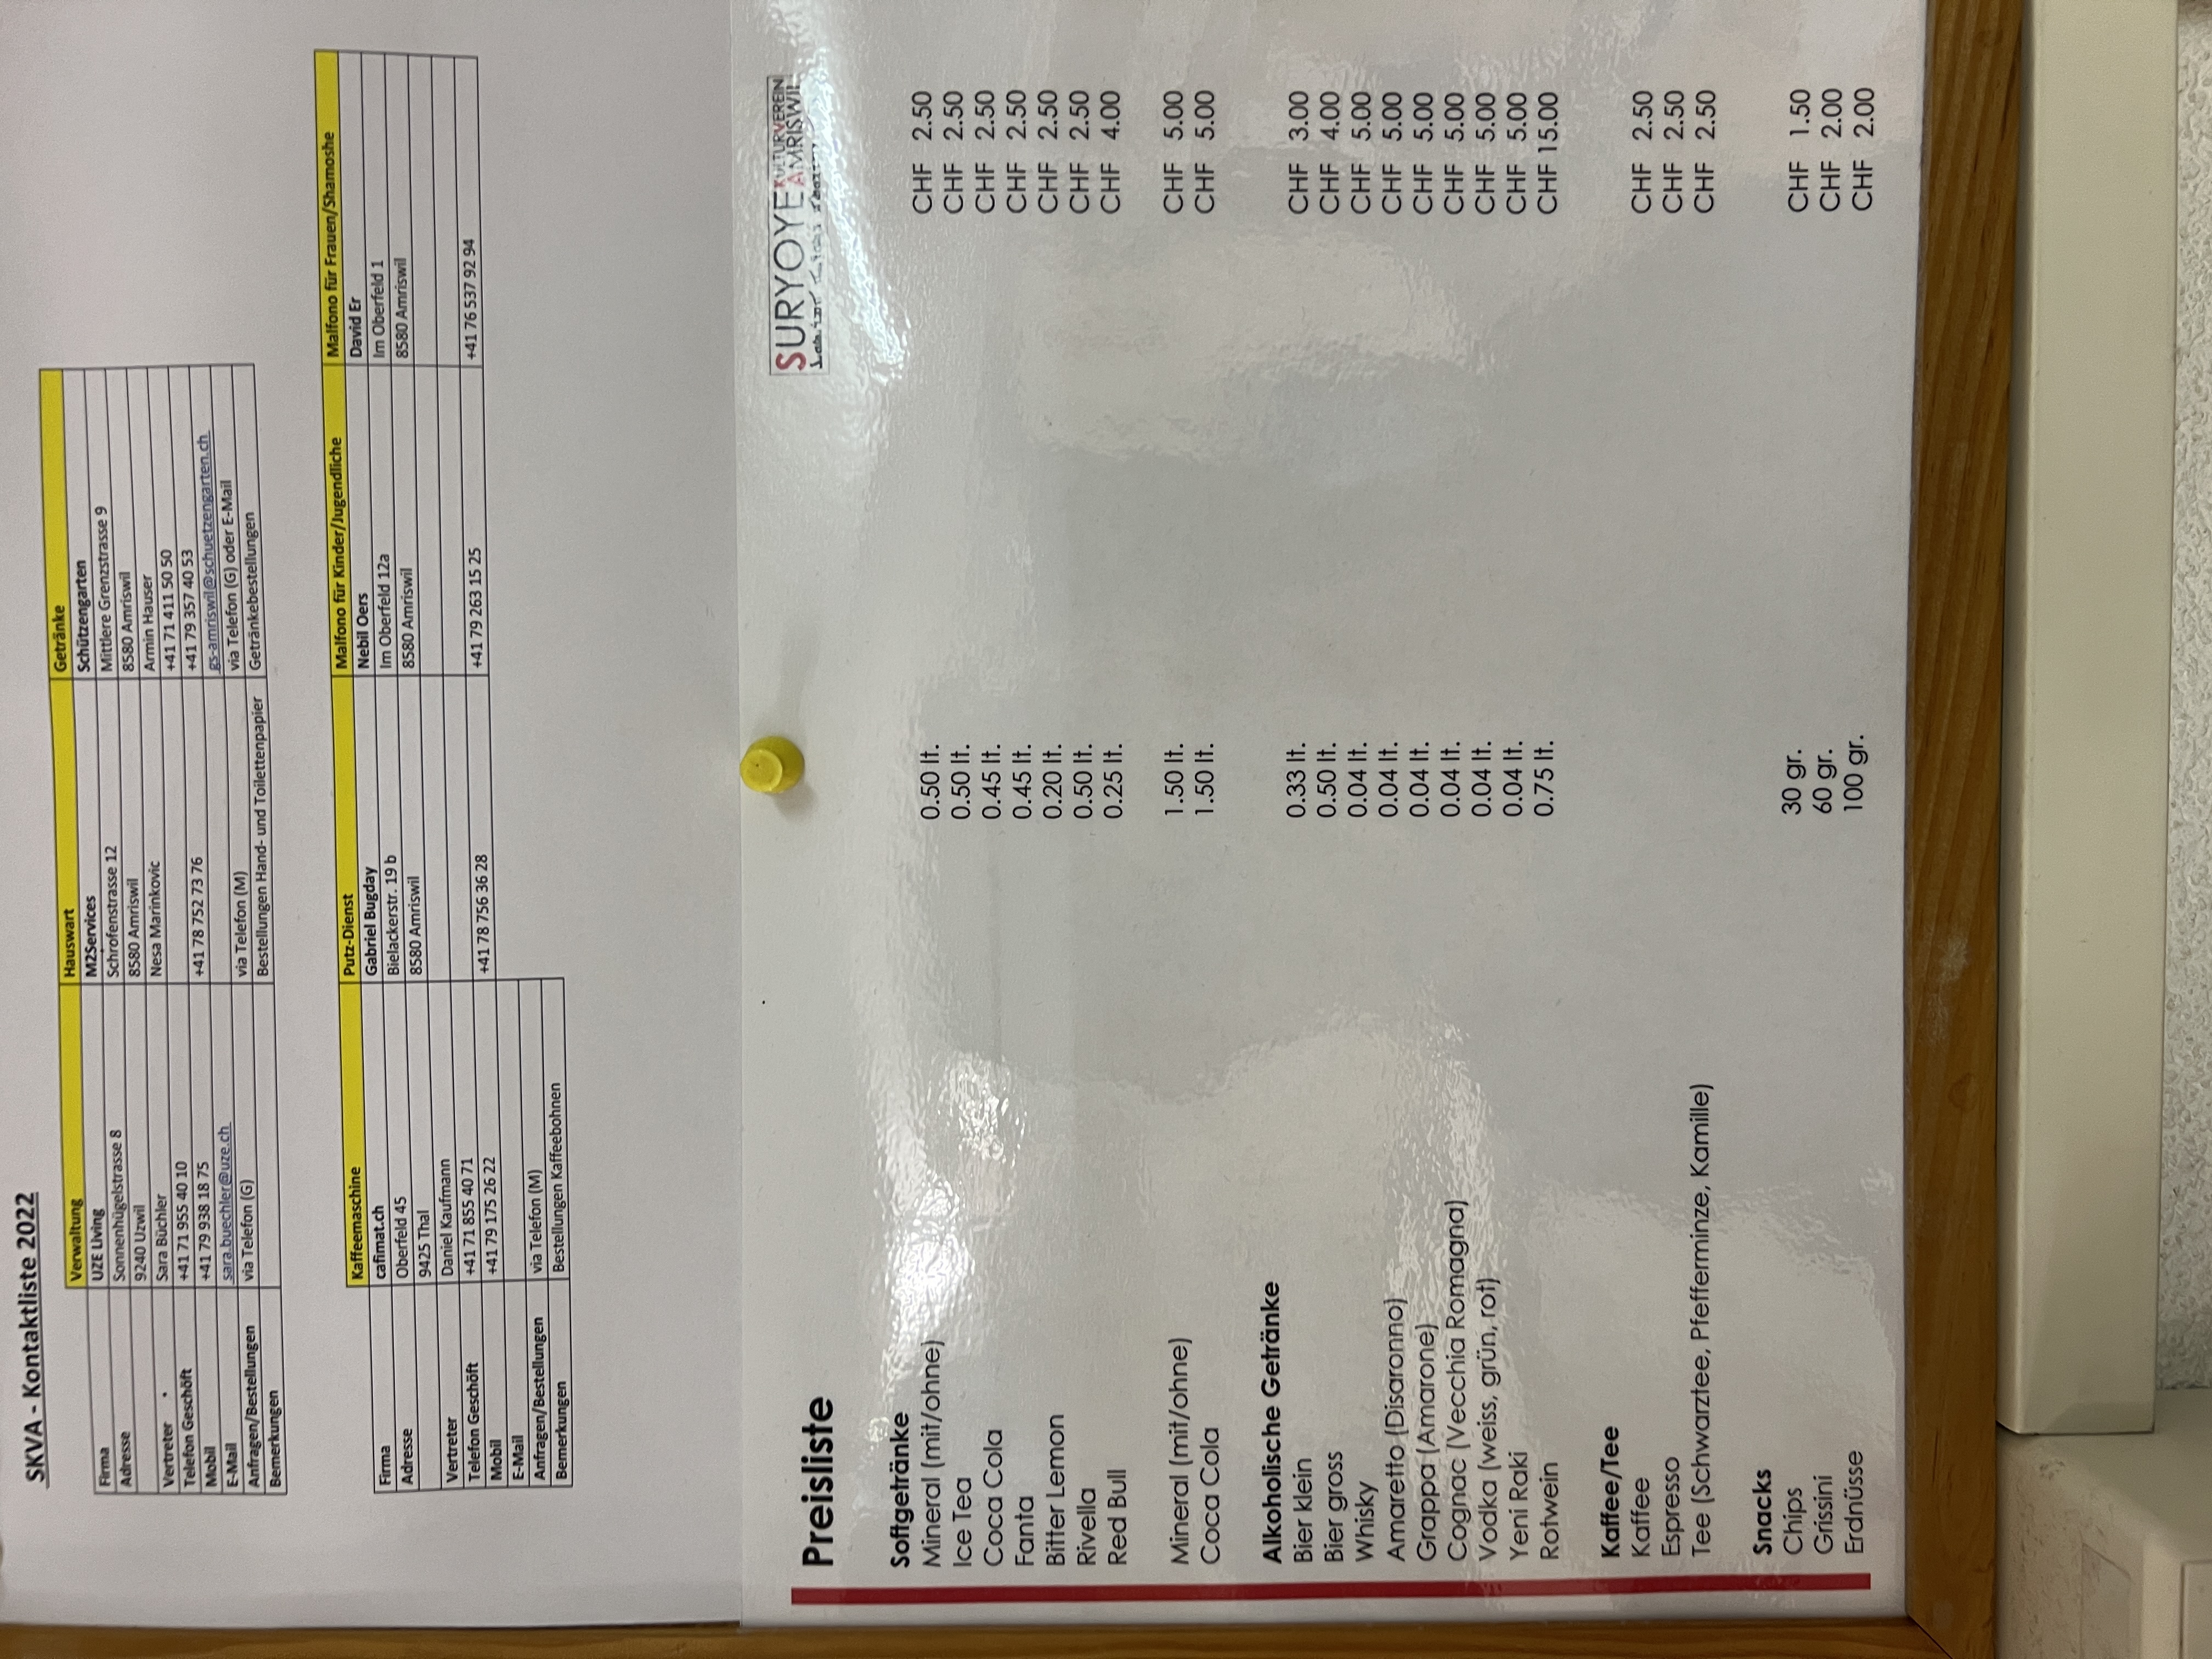 SKVA - Kontaktliste 2022
Verwaltung Hauswart Getränke
Firma UZE Living M2Services Schützengarten
Adresse Sonnenhügelstrasse 8 Schrofenstrasse 12 Mittlere Grenzstrasse 9
9240 Uzwil 8580 Amriswil 8580 Amriswil
Vertreter Sara Büchler Nesa Marinkovic Armin Hauser
Telefon Geschöft +41 71 955 40 10 +41 71 411 50 50
Mobil +41 79 938 18 75 +41 78 752 73 76 +41 79 357 40 53
E-Mail sara.buechler@uze.ch gs-amriswil@schuetzengarten.ch
Anfragen/Bestellungen via Telefon (G) via Telefon (M) via Telefon (G) oder E-Mail
Bemerkungen Bestellungen Hand- und Toilettenpapier Getränkebestellungen
Kaffeemaschine Putz-Dienst Malfono für Kinder/Jugendliche Malfono für Frauen/Shamoshe
Firma cafimat.ch Gabriel Bugday Nebil Oers David Er
Adresse Oberfeld 45 Bielackerstr. 19 b Im Oberfeld 12a Im Oberfeld 1
9425 Thal 8580 Amriswil 8580 Amriswil 8580 Amriswil
Vertreter Daniel Kaufmann
Telefon Geschöft +41 71 855 40 71
Mobil +41 79 175 26 22 +41 78 756 36 28 +41 79 263 15 25 +41 76 537 92 94
E-Mail
Anfragen/Bestellungen via Telefon (M)
Bemerkungen Bestellungen Kaffeebohnen
SURYOYE KULTURVEREIN AMRISWIL
Preisliste
Softgetränke
Mineral (mit/ohne) 0.50 lt. CHF 2.50
Ice Tea 0.50 lt. CHF 2.50
Coca Cola 0.45 lt. CHF 2.50
Fanta 0.45 lt. CHF 2.50
Bitter Lemon 0.20 lt. CHF 2.50
Rivella 0.50 lt. CHF 2.50
Red Bull 0.25 lt. CHF 4.00
Mineral (mit/ohne) 1.50 lt. CHF 5.00
Coca Cola 1.50 lt. CHF 5.00
Alkoholische Getränke
Bier klein 0.33 lt. CHF 3.00
Bier gross 0.50 lt. CHF 4.00
Whisky 0.04 lt. CHF 5.00
Amaretto (Disaronno) 0.04 lt. CHF 5.00
Grappa (Amarone) 0.04 lt. CHF 5.00
Cognac (Vecchia Romagna) 0.04 lt. CHF 5.00
Vodka (weiss, grün, rot) 0.04 lt. CHF 5.00
Yeni Raki 0.04 lt. CHF 5.00
Rotwein 0.75 lt. CHF 15.00
Kaffee/Tee
Kaffee CHF 2.50
Espresso CHF 2.50
Tee (Schwarztee, Pfefferminze, Kamille) CHF 2.50
Snacks
Chips 30 gr. CHF 1.50
Grissini 60 gr. CHF 2.00
Erdnüsse 100 gr. CHF 2.00